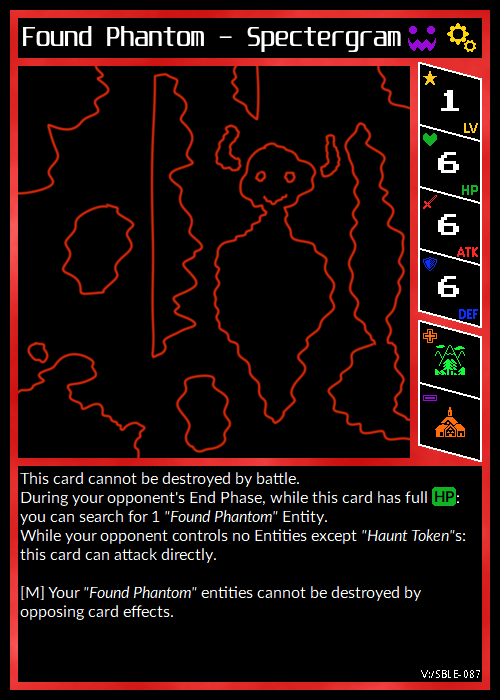 Found Phantom - Spectergram
1
LV
6
HP
6
ATK
6
DEF
This card cannot be destroyed by battle.
During your opponent's End Phase, while this card has full HP:
you can search for 1 "Found Phantom" Entity.
While your opponent controls no Entities except "Haunt Token"s:
this card can attack directly.
[M] Your "Found Phantom" entities cannot be destroyed by
opposing card effects.
V:/SBLE-087